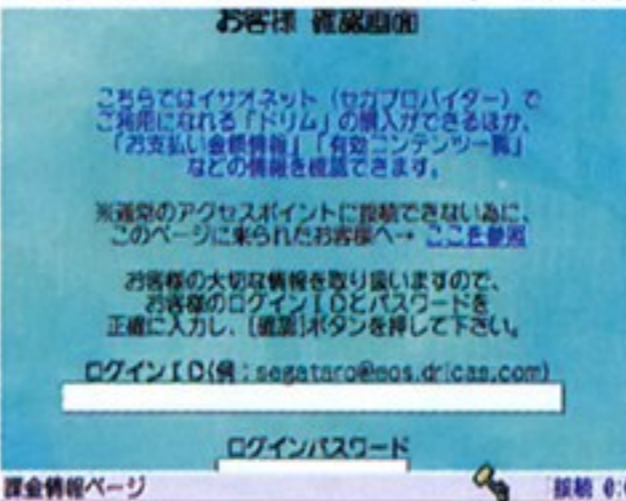 お客様 確認画面
こちらではイサオネット（セガプロバイダー）で
ご利用になれる「ドリム」の購入ができるほか、
「お支払い金額情報」「有効コンテンツ一覧」
などの情報を確認できます。
※通常のアクセスポイントに接続できない為に、
このページに来られたお客様へ→ ここを参照
お客様の大切な情報を取り扱いますので、
お客様のログインＩＤとパスワードを
正確に入力し、[確認]ボタンを押して下さい。
ログインＩＤ(例：segataro@eos.dricas.com)
ログインパスワード
課金情報ページ
接続 0: